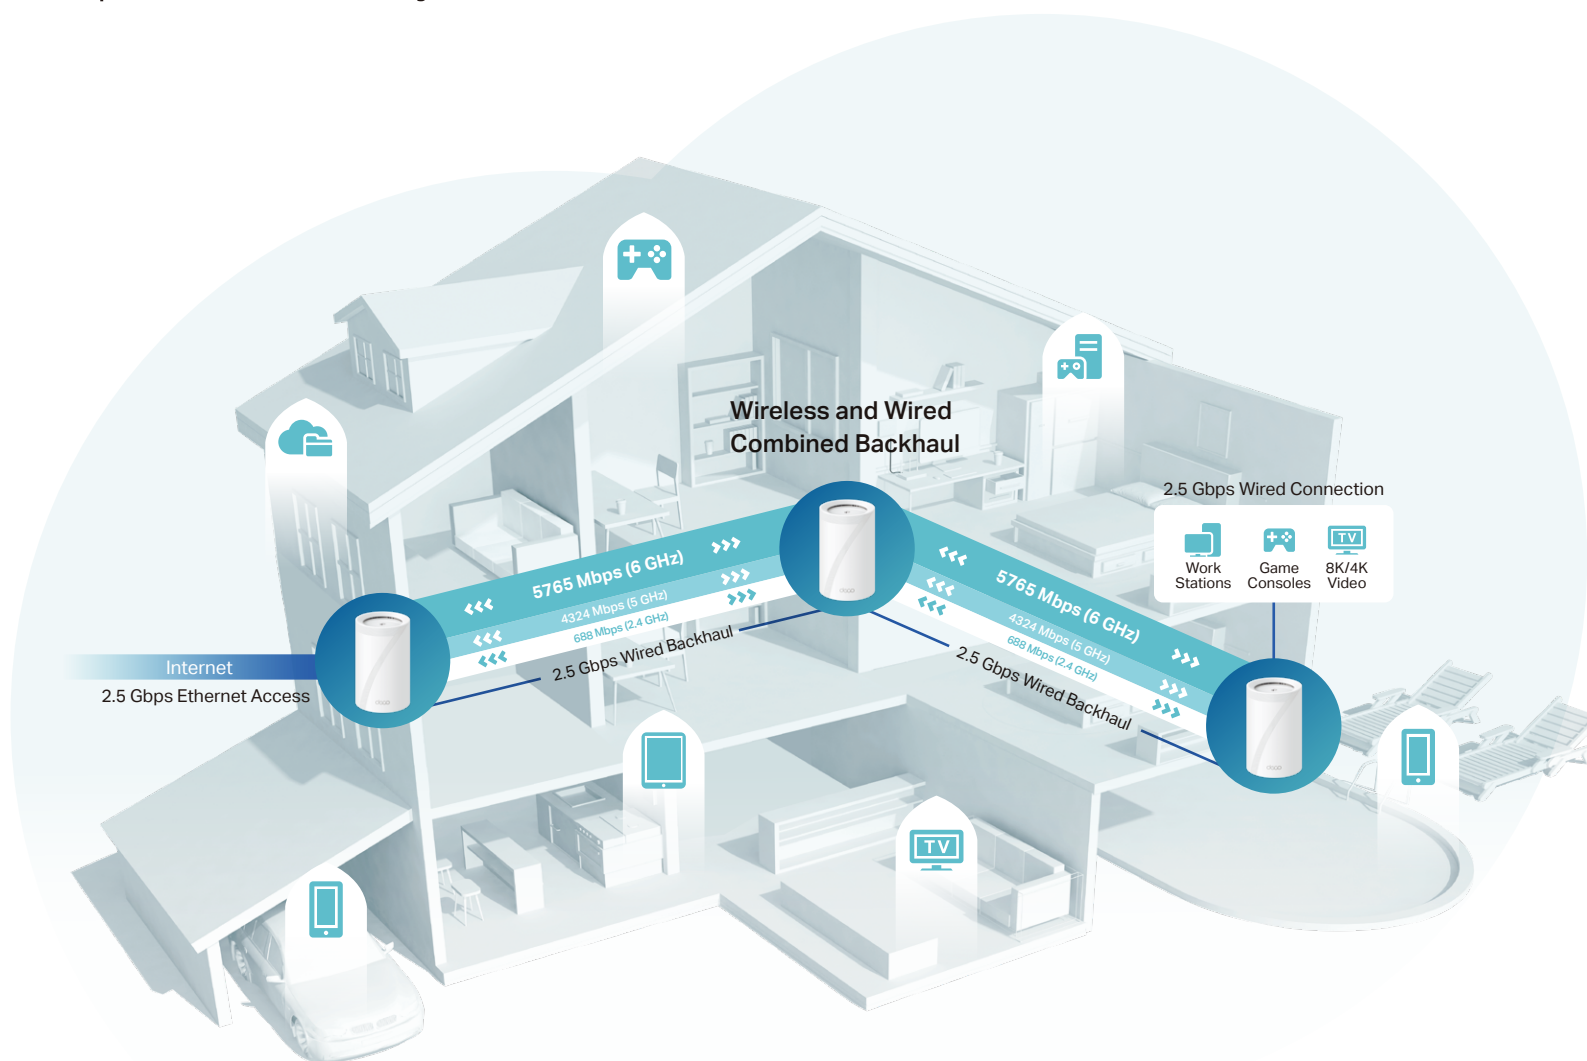 Wireless and Wired
Combined Backhaul
2.5 Gbps Wired Connection
Work
Stations
Game
Consoles
TV
8K/4K
Video
5765 Mbps (6 GHz)
4324 Mbps (5 GHz)
688 Mbps (2.4 GHz)
2.5 Gbps Wired Backhaul
5765 Mbps (6 GHz)
4324 Mbps (5 GHz)
688 Mbps (2.4 GHz)
2.5 Gbps Wired Backhaul
Internet
2.5 Gbps Ethernet Access
TV